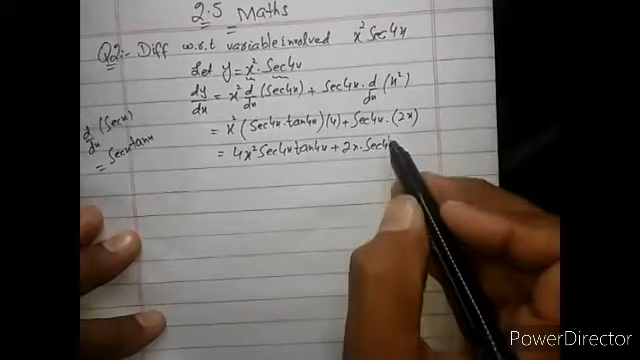 2.5 Maths
Q2:- Diff w.r.t variable involved x² Sec4x
Let y = x². Sec4x
dy/dx = x² d/dx (Sec4x) + Sec4x. d/dx (x²)
d/dx (Secx)
= Secx tanx
= x² (Sec4x. tan4x)(4) + Sec4x. (2x)
= 4x² Sec4x tan4x + 2x. Sec4
PowerDirector